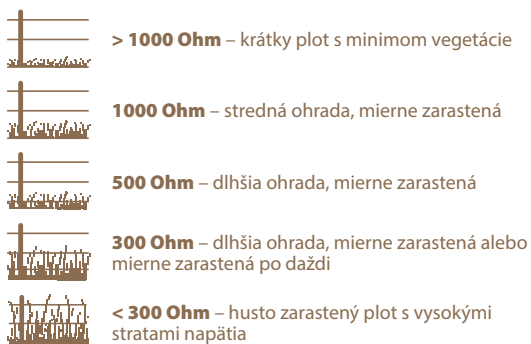 > 1000 Ohm – krátky plot s minimom vegetácie
1000 Ohm – stredná ohrada, mierne zarastená
500 Ohm – dlhšia ohrada, mierne zarastená
300 Ohm – dlhšia ohrada, mierne zarastená alebo
mierne zarastená po daždi
< 300 Ohm – husto zarastený plot s vysokými
stratami napätia